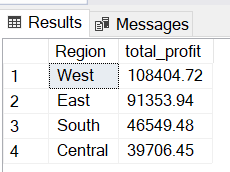 Results Messages
Region total_profit
1 West 108404.72
2 East 91353.94
3 South 46549.48
4 Central 39706.45